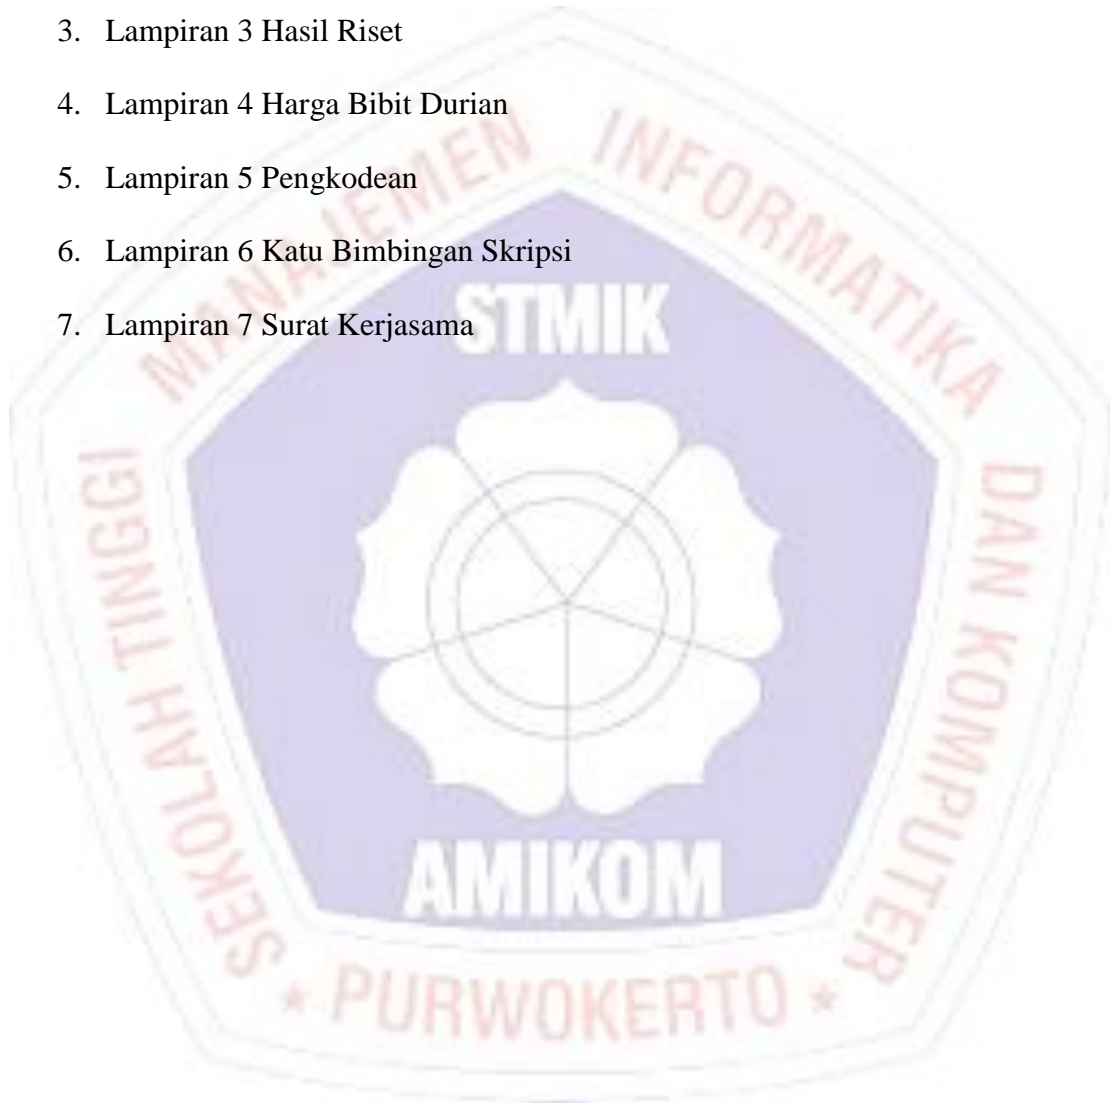 3. Lampiran 3 Hasil Riset
4. Lampiran 4 Harga Bibit Durian
5. Lampiran 5 Pengkodean
6. Lampiran 6 Katu Bimbingan Skripsi
7. Lampiran 7 Surat Kerjasama
SEKOLAH TINGGI MANAJEMEN INFORMATIKA DAN KOMPUTER
STMIK
AMIKOM
* PURWOKERTO *